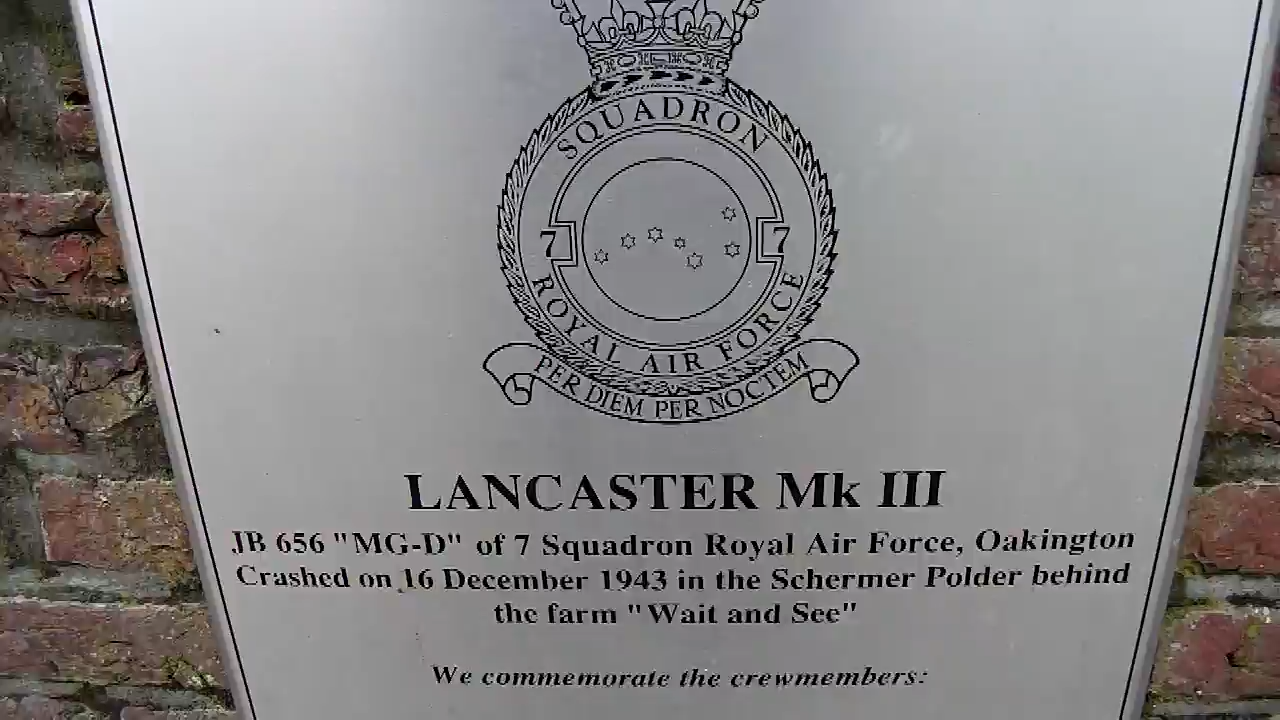 SQUADRON
7 7
ROYAL AIR FORCE
PER DIEM PER NOCTEM
LANCASTER Mk III
JB 656 "MG-D" of 7 Squadron Royal Air Force, Oakington
Crashed on 16 December 1943 in the Schermer Polder behind
the farm "Wait and See"
We commemorate the crewmembers: